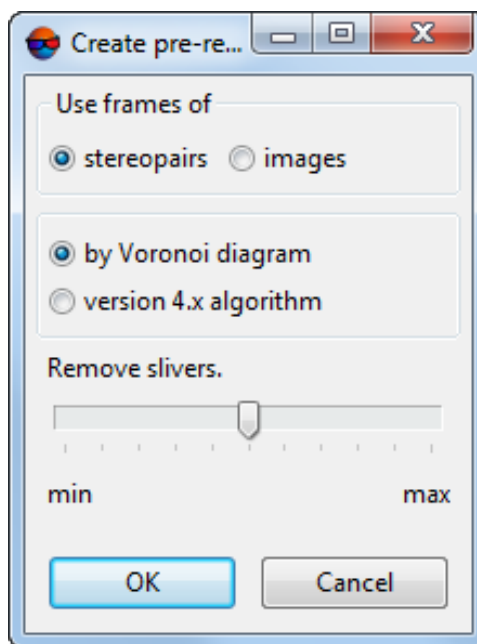 Create pre-re...
Use frames of
stereopairs images
by Voronoi diagram
version 4.x algorithm
Remove slivers.
min max
OK Cancel